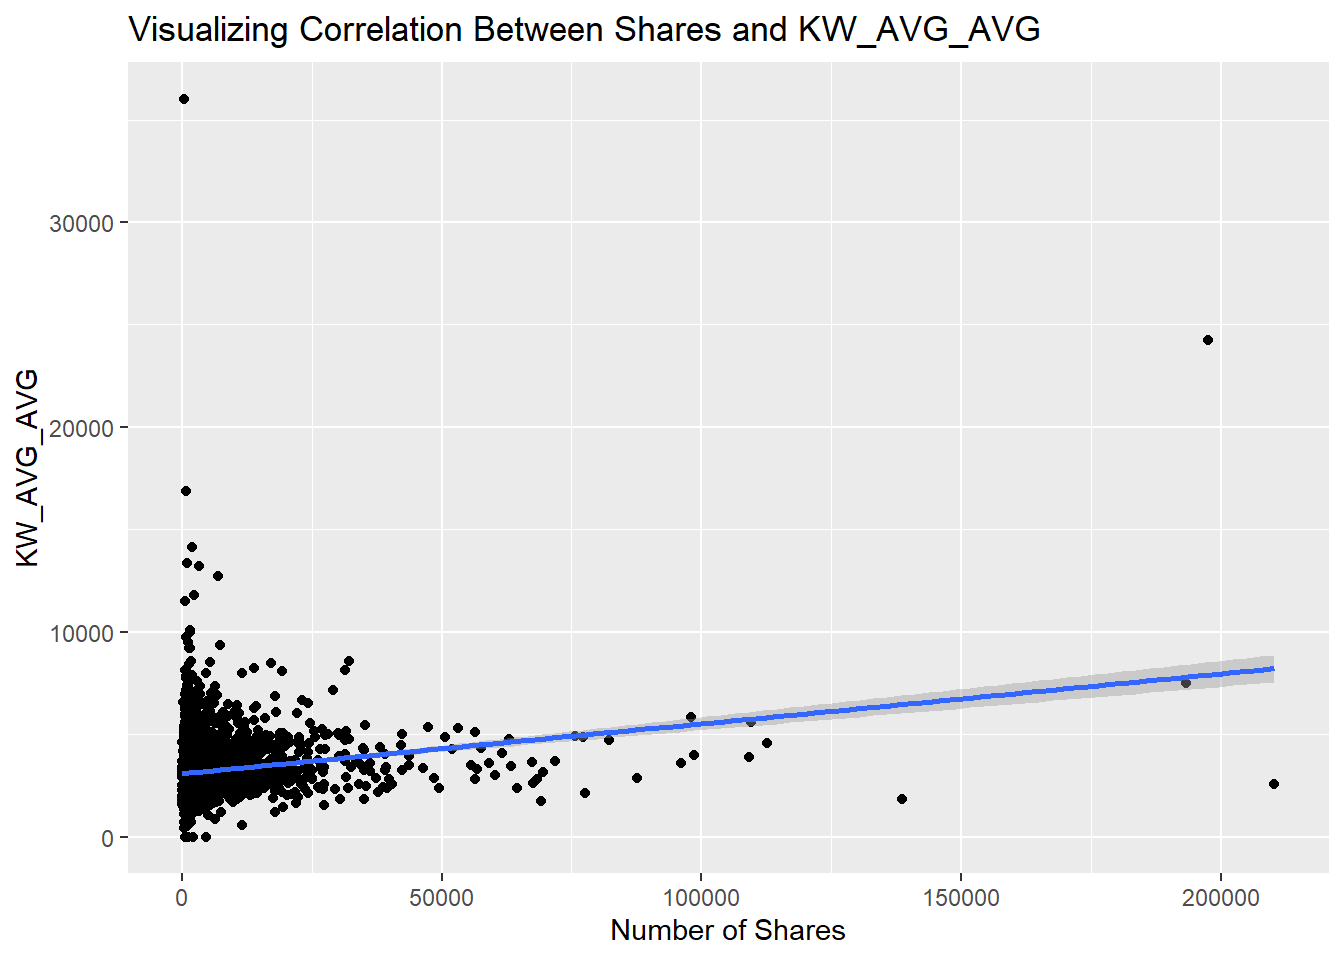 Visualizing Correlation Between Shares and KW_AVG_AVG
KW_AVG_AVG
30000
20000
10000
0
0 50000 100000 150000 200000
Number of Shares